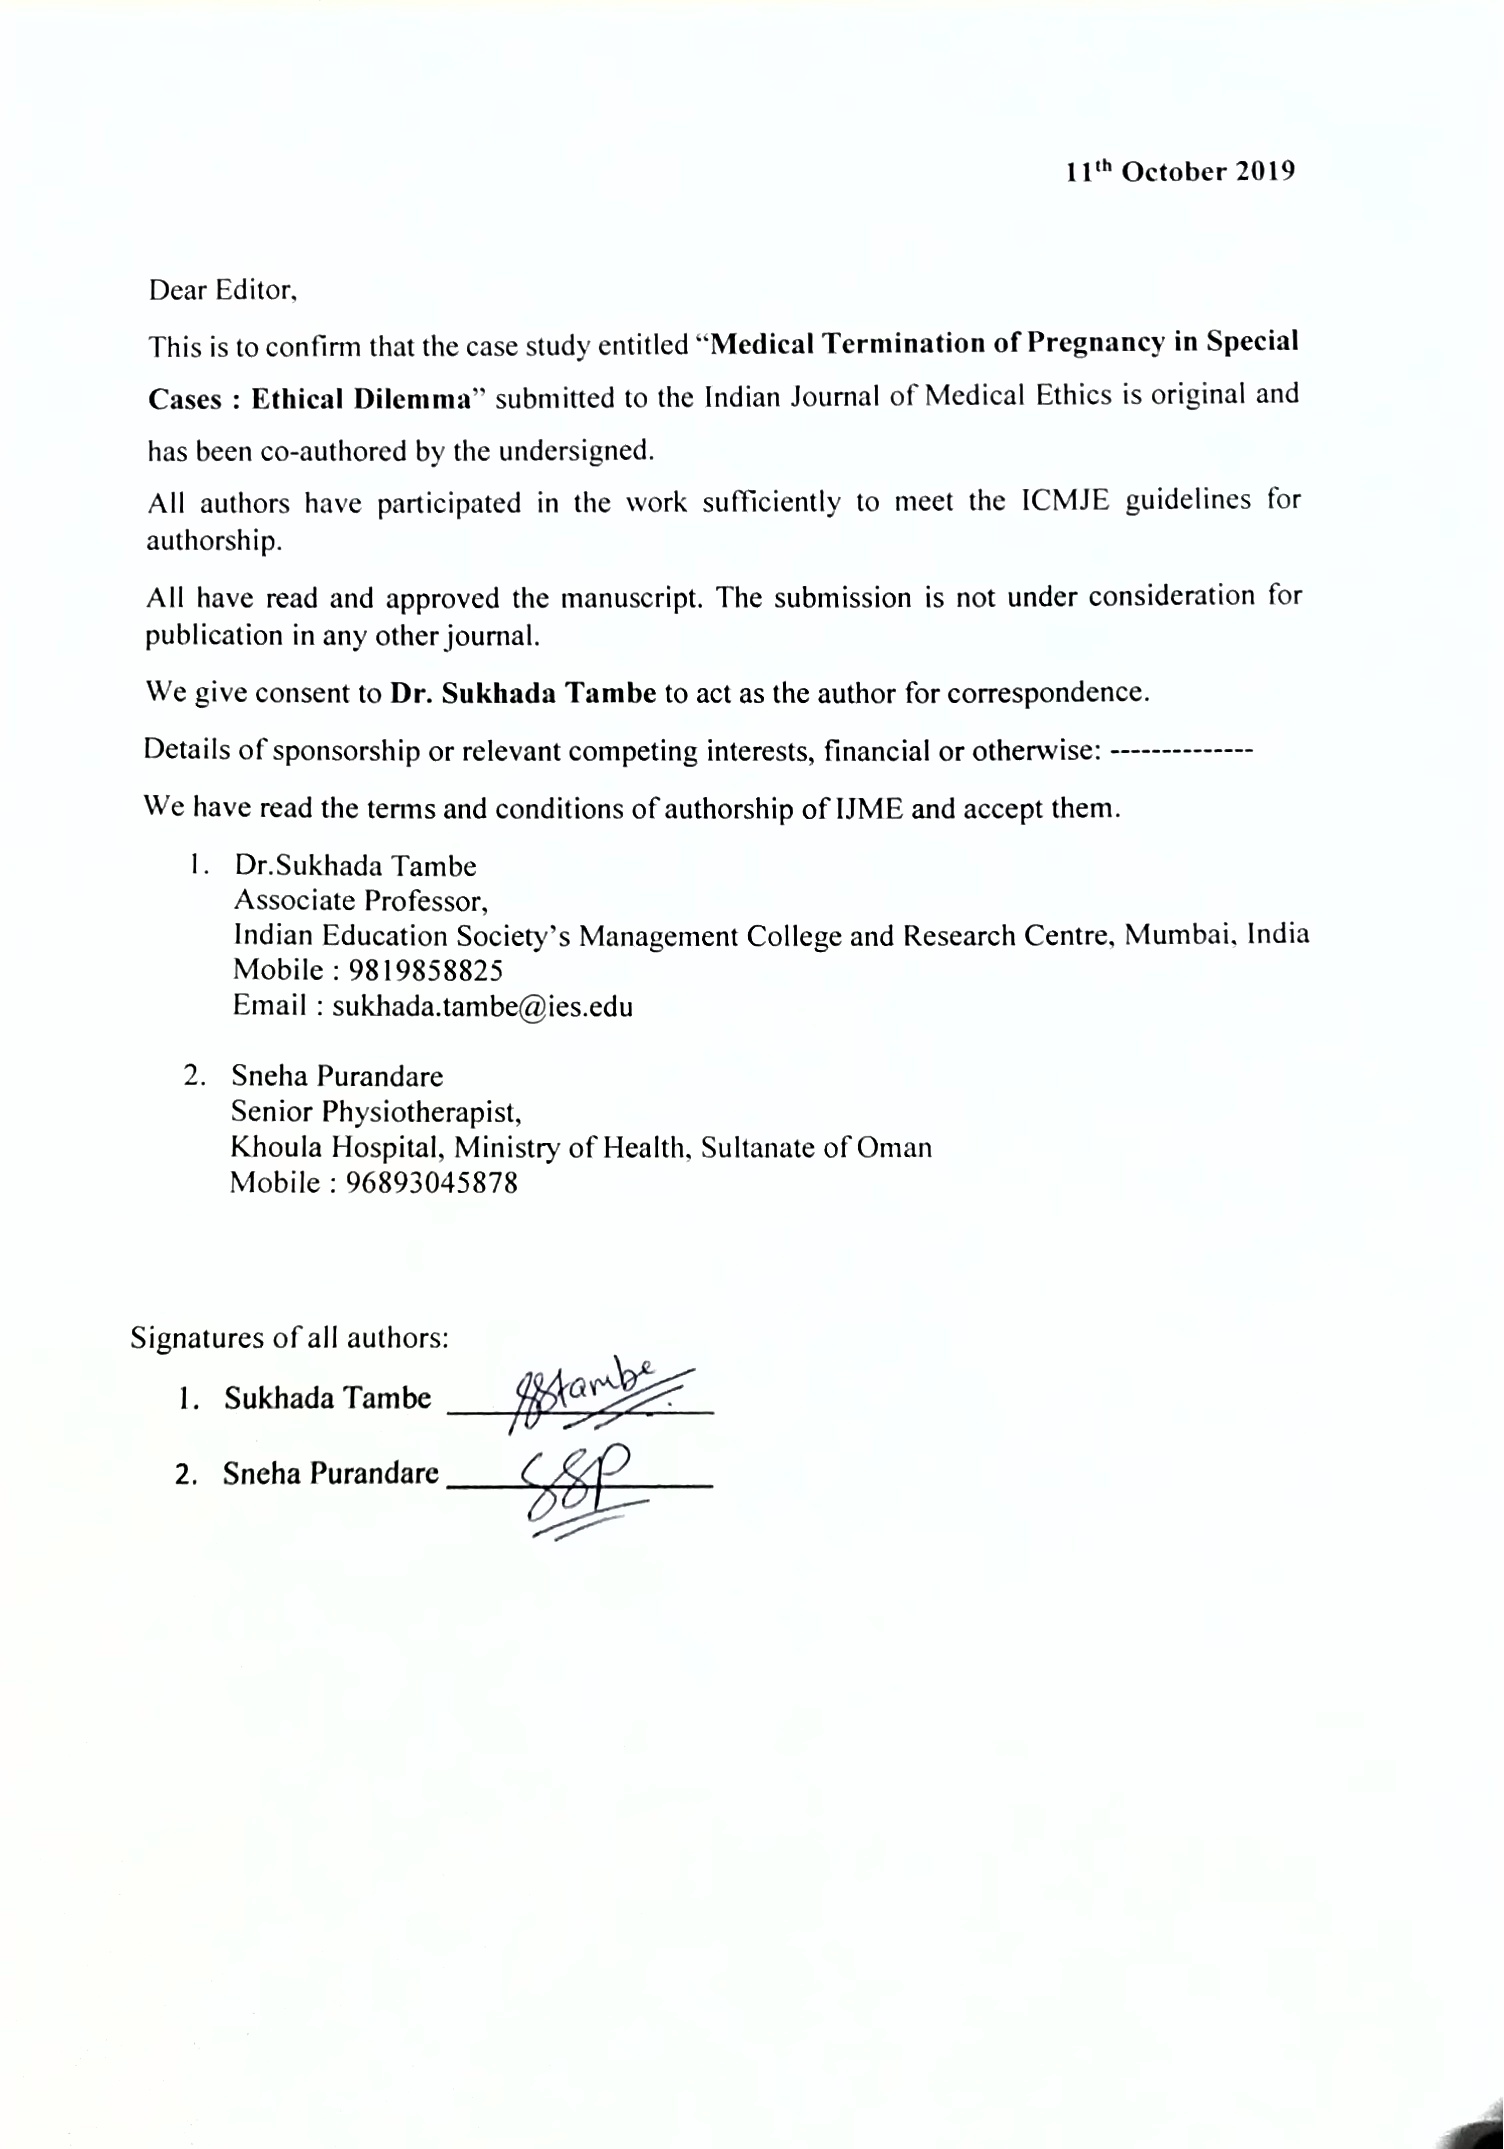 11th October 2019
Dear Editor,
This is to confirm that the case study entitled “Medical Termination of Pregnancy in Special
Cases : Ethical Dilemma” submitted to the Indian Journal of Medical Ethics is original and
has been co-authored by the undersigned.
All authors have participated in the work sufficiently to meet the ICMJE guidelines for
authorship.
All have read and approved the manuscript. The submission is not under consideration for
publication in any other journal.
We give consent to Dr. Sukhada Tambe to act as the author for correspondence.
Details of sponsorship or relevant competing interests, financial or otherwise: --------------
We have read the terms and conditions of authorship of IJME and accept them.
1. Dr.Sukhada Tambe
Associate Professor,
Indian Education Society’s Management College and Research Centre, Mumbai, India
Mobile : 9819858825
Email : sukhada.tambe@ies.edu
2. Sneha Purandare
Senior Physiotherapist,
Khoula Hospital, Ministry of Health, Sultanate of Oman
Mobile : 96893045878
Signatures of all authors:
1. Sukhada Tambe
2. Sneha Purandare SSP